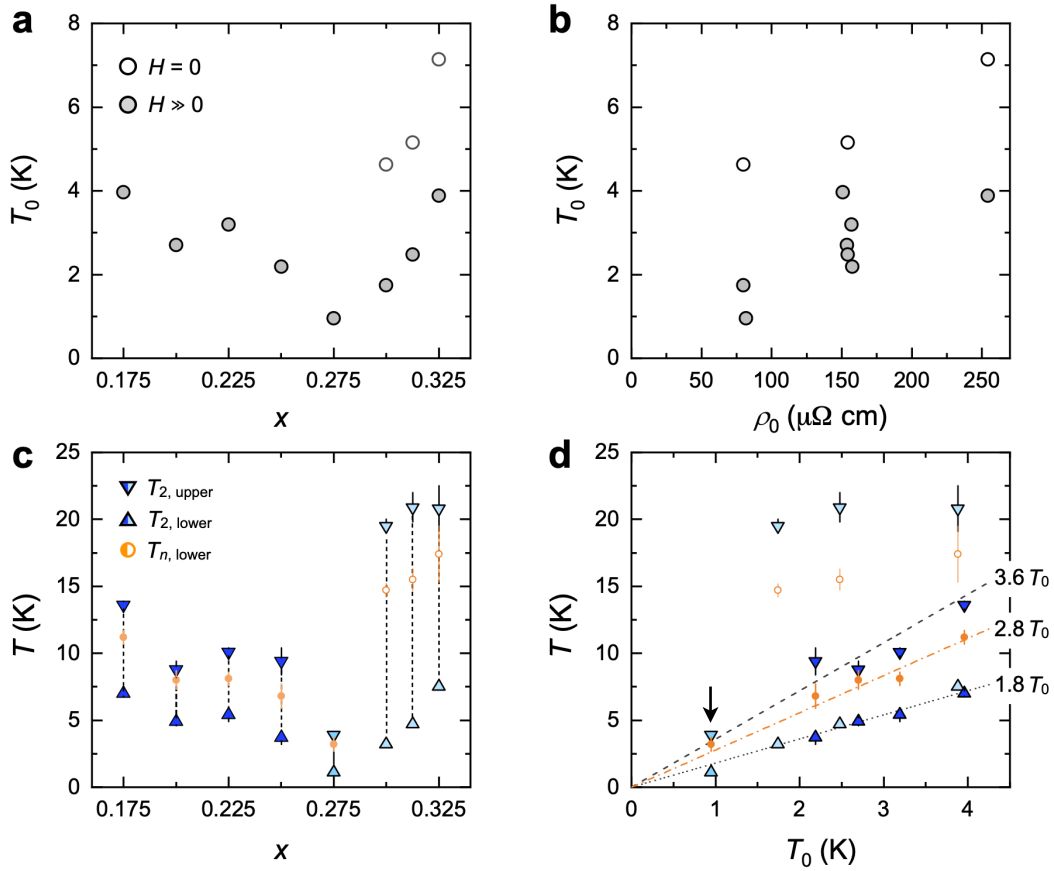 a
8
6
4
2
0
T₀ (K)
H = 0
H ≫ 0
0.175
0.225
0.275
0.325
x
b
8
6
4
2
0
T₀ (K)
0
50
100
150
200
250
ρ₀ (μΩ cm)
c
25
20
15
10
5
0
T (K)
T₂, upper
T₂, lower
Tₙ, lower
0.175
0.225
0.275
0.325
x
d
25
20
15
10
5
0
T (K)
3.6 T₀
2.8 T₀
1.8 T₀
0
1
2
3
4
T₀ (K)